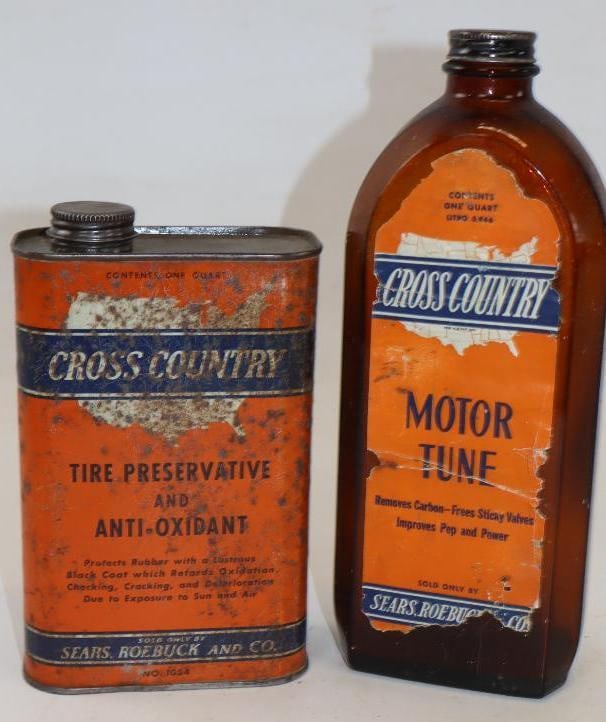 CONTENTS ONE QUART
CROSS COUNTRY
TIRE PRESERVATIVE
AND
ANTI-OXIDANT
Protects Rubber with a Lustrous
Black Coat which Retards Oxidation,
Checking, Cracking, and Deterioration
Due to Exposure to Sun and Air
SOLD ONLY BY
SEARS, ROEBUCK AND CO.
NO. 1054
CONTENTS
ONE QUART
CROSS COUNTRY
MOTOR
TUNE
Removes Carbon—Frees Sticky Valves
Improves Pep and Power
SOLD ONLY BY
SEARS, ROEBUCK CO.